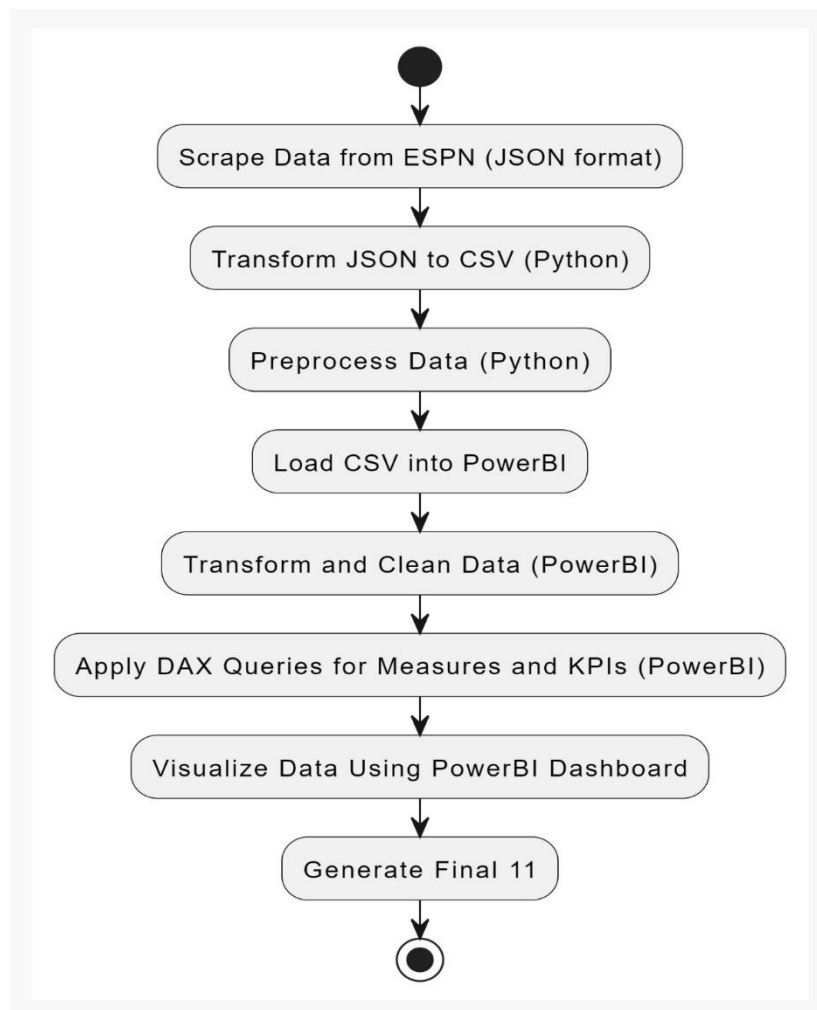 Scrape Data from ESPN (JSON format)
Transform JSON to CSV (Python)
Preprocess Data (Python)
Load CSV into PowerBI
Transform and Clean Data (PowerBI)
Apply DAX Queries for Measures and KPIs (PowerBI)
Visualize Data Using PowerBI Dashboard
Generate Final 11